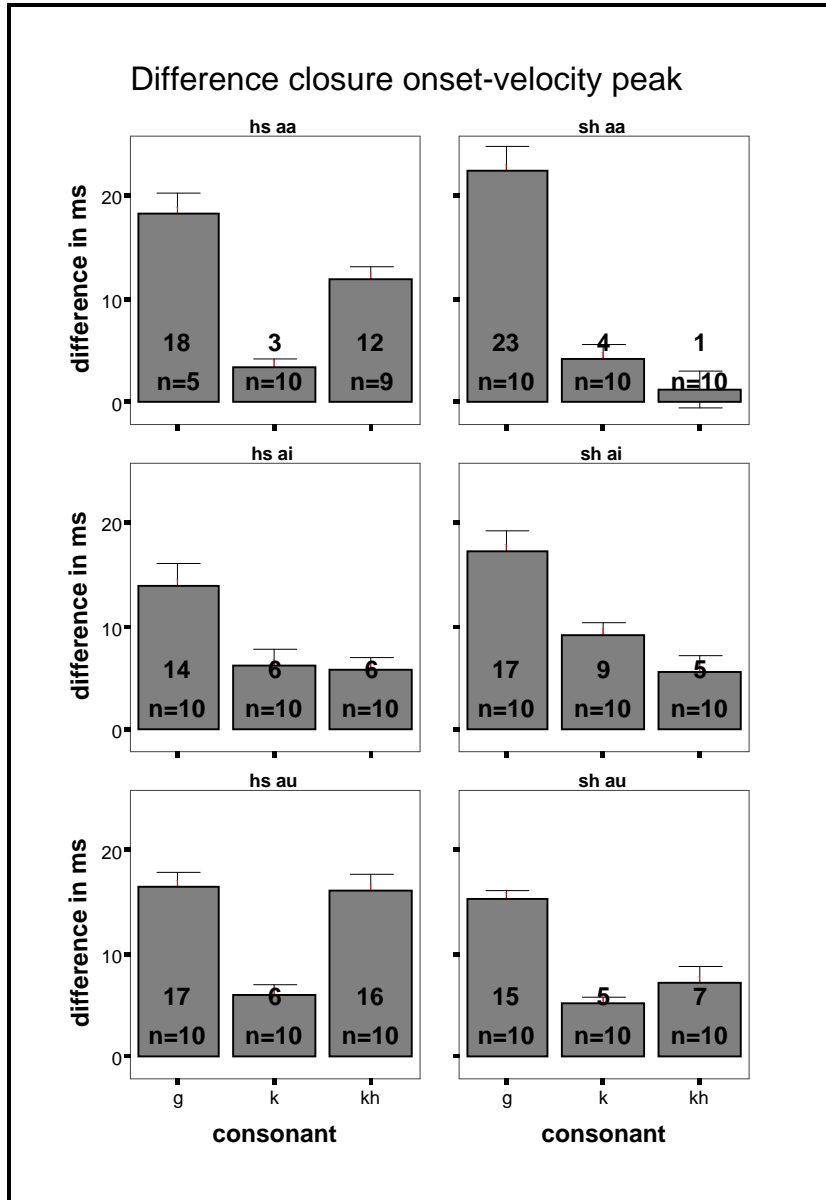 Difference closure onset-velocity peak
hs aa
sh aa
difference in ms
20
10
0
18
3
12
n=5
n=10
n=9
23
4
1
n=10
n=10
n=10
hs ai
sh ai
difference in ms
20
10
0
14
6
6
n=10
n=10
n=10
17
9
5
n=10
n=10
n=10
hs au
sh au
difference in ms
20
10
0
17
6
16
n=10
n=10
n=10
15
5
7
n=10
n=10
n=10
g
k
kh
g
k
kh
consonant
consonant